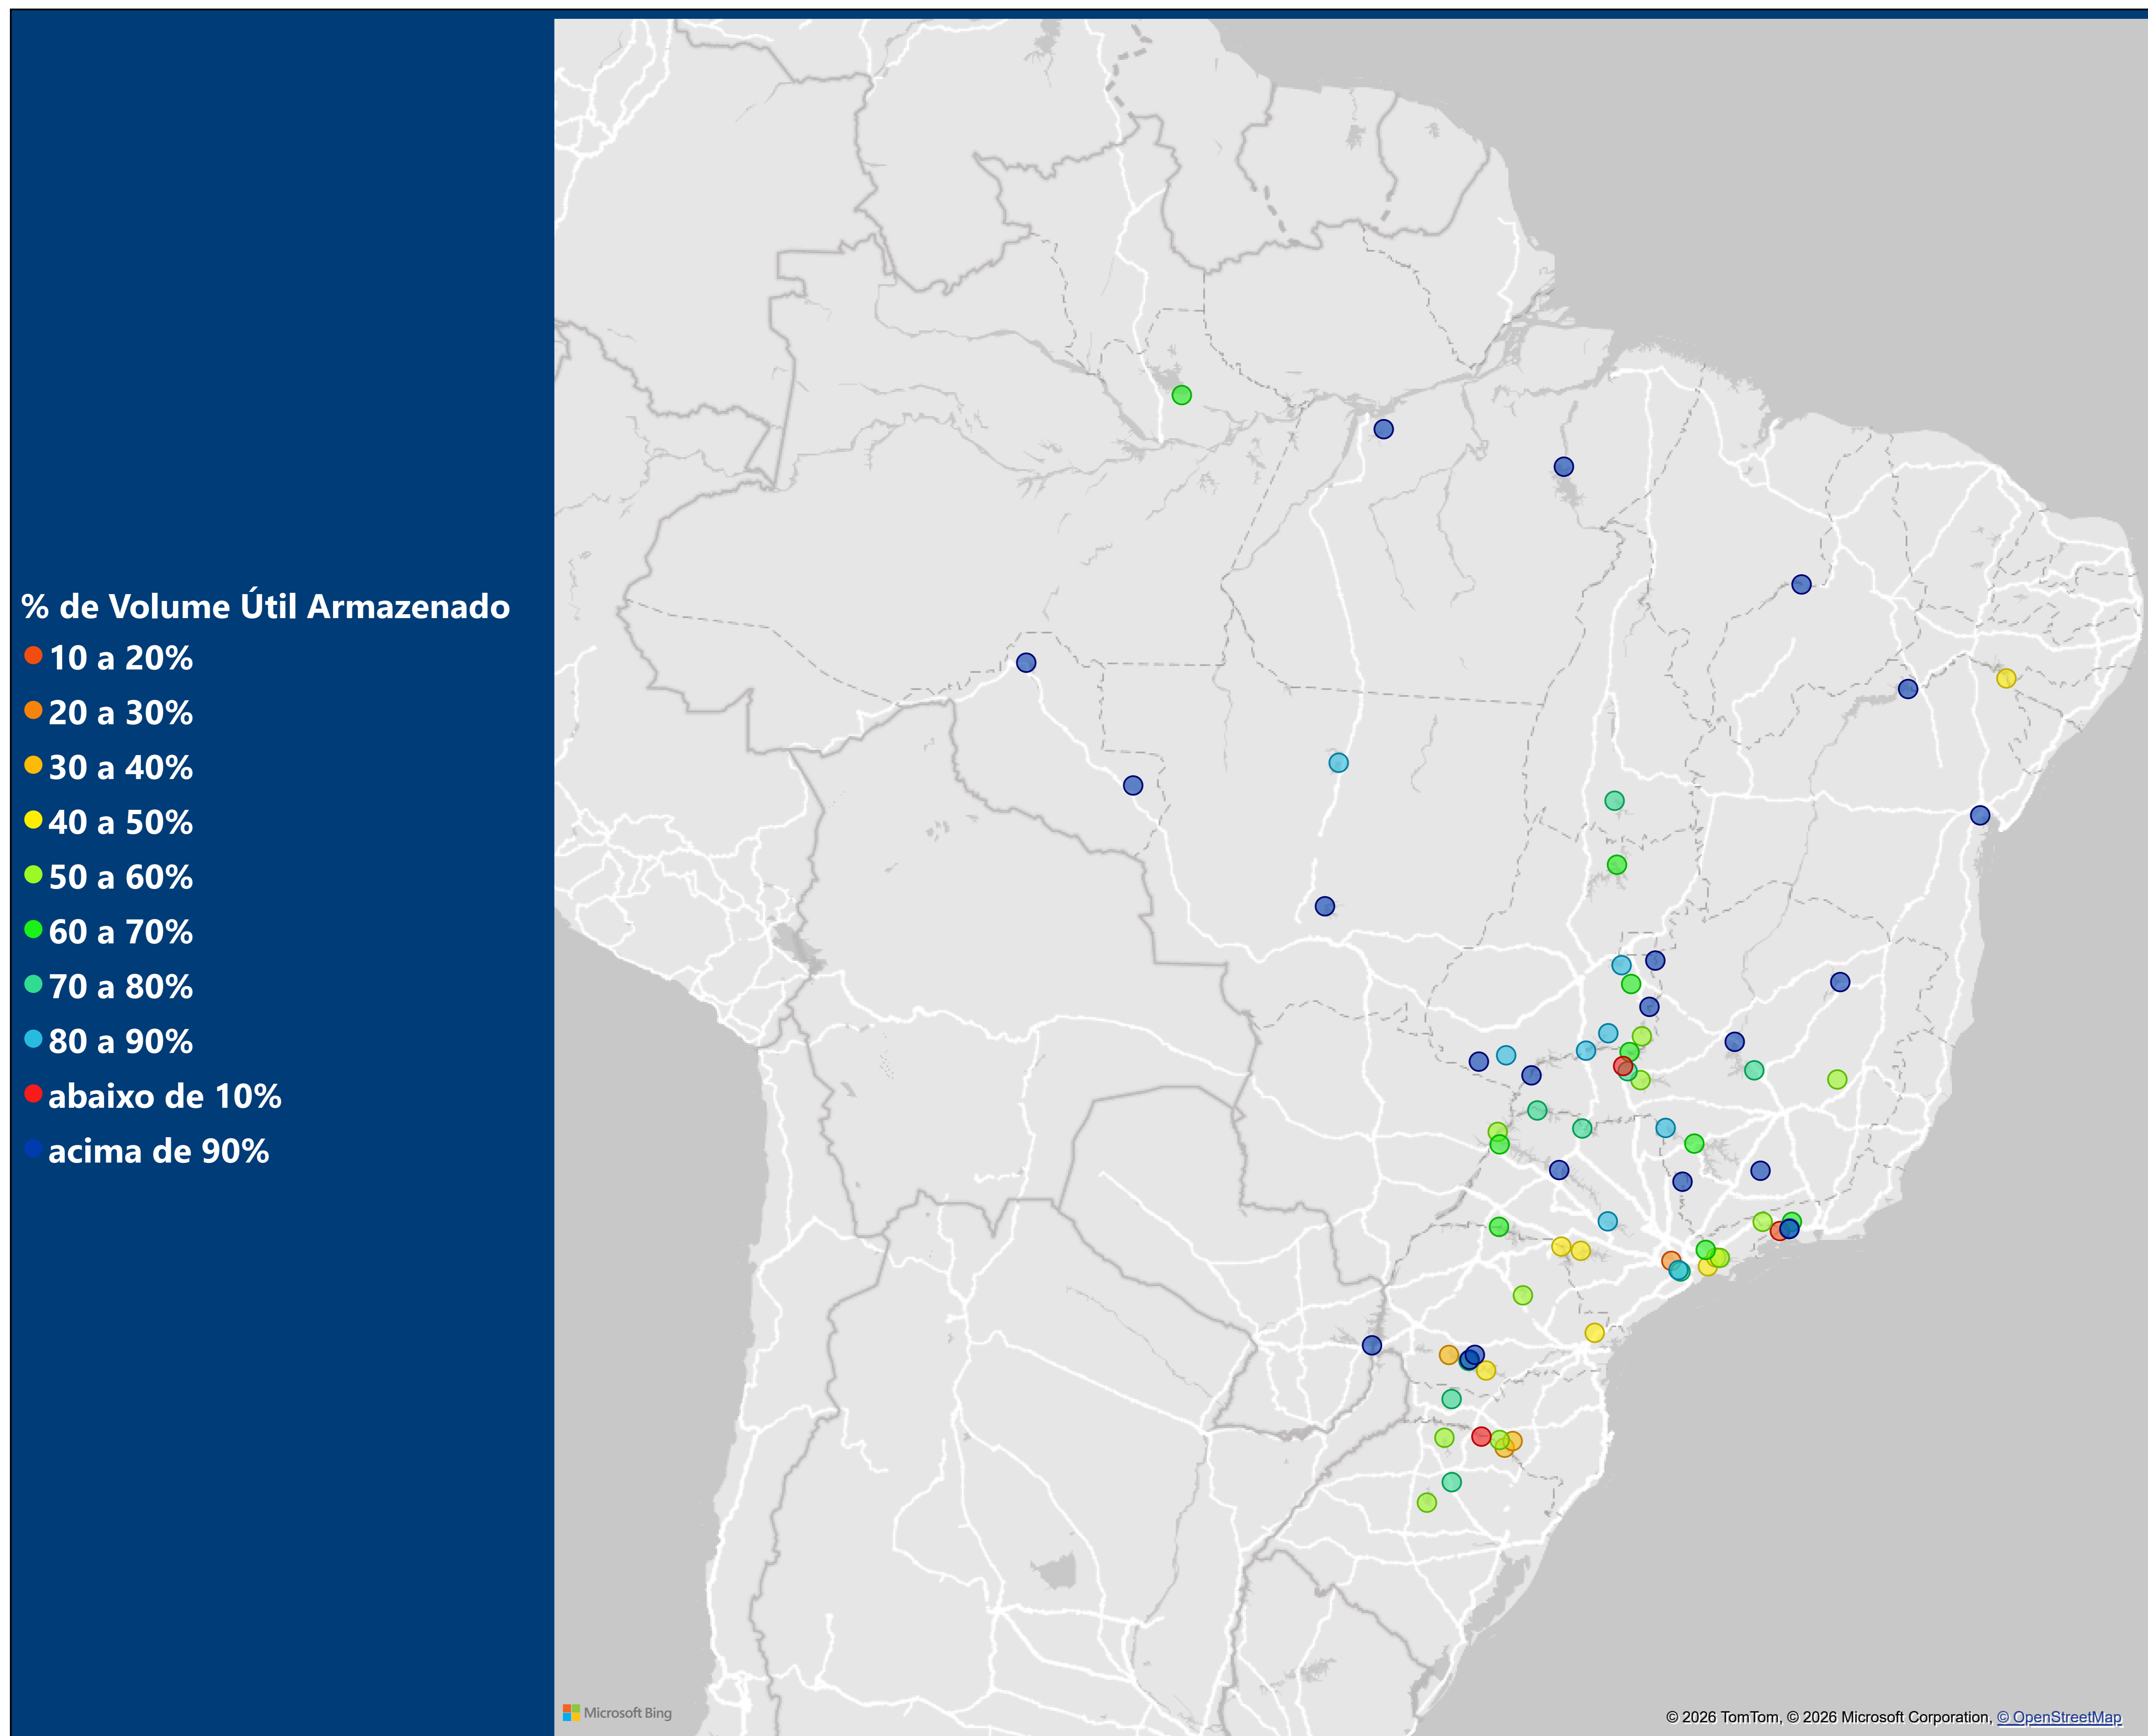 % de Volume Útil Armazenado
10 a 20%
20 a 30%
30 a 40%
40 a 50%
50 a 60%
60 a 70%
70 a 80%
80 a 90%
abaixo de 10%
acima de 90%
Microsoft Bing
© 2026 TomTom, © 2026 Microsoft Corporation, © OpenStreetMap